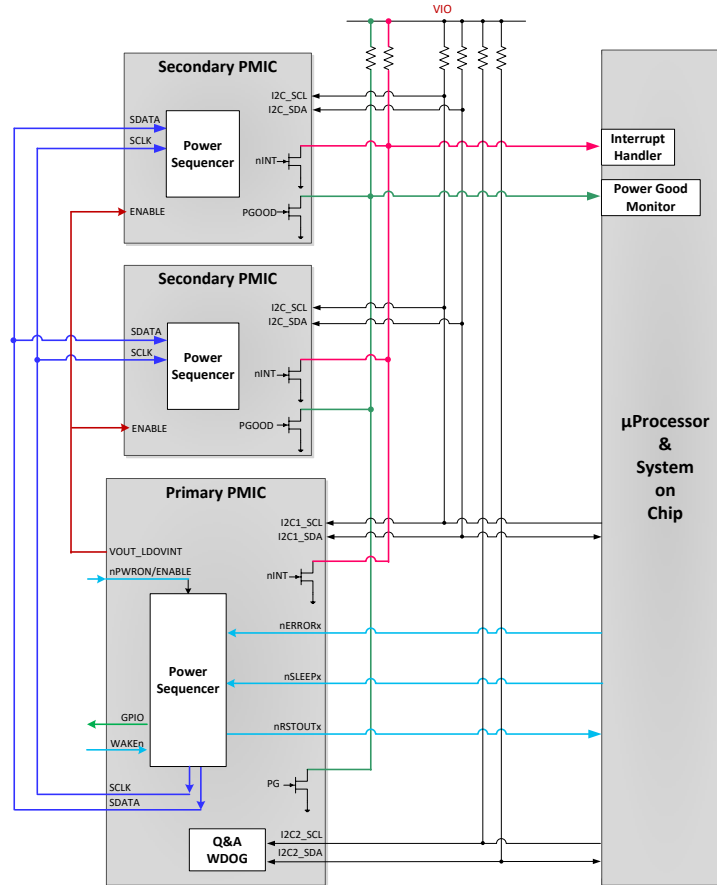 VIO
Secondary PMIC
I2C_SCL
I2C_SDA
SDATA
SCLK
Power
Sequencer
nINT
PGOOD
ENABLE
Interrupt
Handler
Power Good
Monitor
Secondary PMIC
I2C_SCL
I2C_SDA
SDATA
SCLK
Power
Sequencer
nINT
PGOOD
ENABLE
µProcessor
&
System
on
Chip
Primary PMIC
I2C1_SCL
I2C1_SDA
VOUT_LDOVINT
nPWRON/ENABLE
nINT
nERRORx
Power
Sequencer
nSLEEPx
GPIO
nRSTOUTx
WAKEn
SCLK
SDATA
PG
Q&A
WDOG
I2C2_SCL
I2C2_SDA